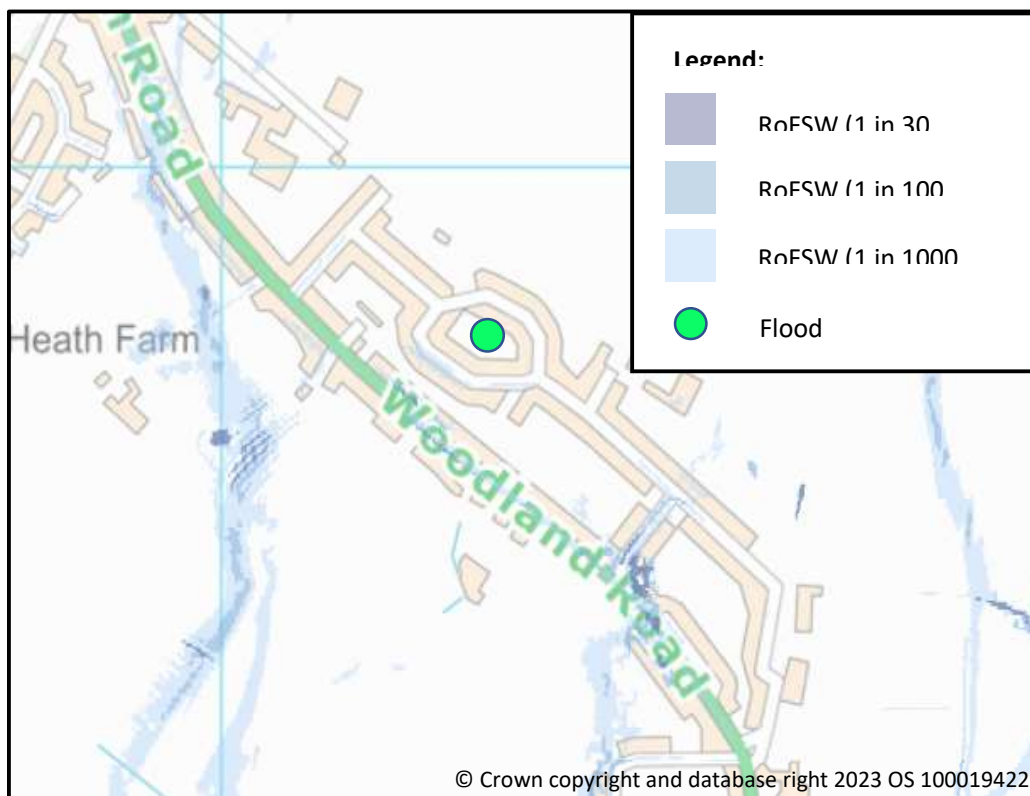 n Road
Heath Farm
Woodland Road
Legend:
RoFSW (1 in 30
RoFSW (1 in 100
RoFSW (1 in 1000
Flood
© Crown copyright and database right 2023 OS 100019422